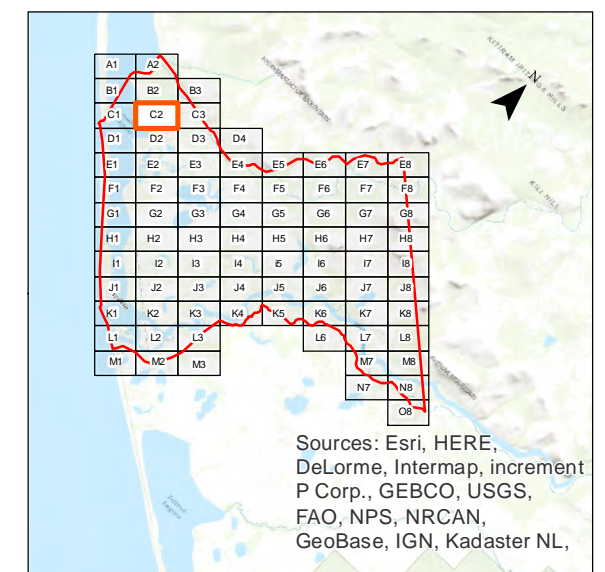 KITIRAM IPIENGA HILLS
N
KILI HILL
A1 A2
B1 B2 B3
C1 C2 C3
D1 D2 D3 D4
E1 E2 E3 E4 E5 E6 E7 E8
F1 F2 F3 F4 F5 F6 F7 F8
G1 G2 G3 G4 G5 G6 G7 G8
H1 H2 H3 H4 H5 H6 H7 H8
I1 I2 I3 I4 i5 I6 I7 I8
J1 J2 J3 J4 J5 J6 J7 J8
K1 K2 K3 K4 K5 K6 K7 K8
L1 L2 L3 L6 L7 L8
M1 M2 M3 M7 M8
N7 N8
O8
Sources: Esri, HERE,
DeLorme, Intermap, increment
P Corp., GEBCO, USGS,
FAO, NPS, NRCAN,
GeoBase, IGN, Kadaster NL,